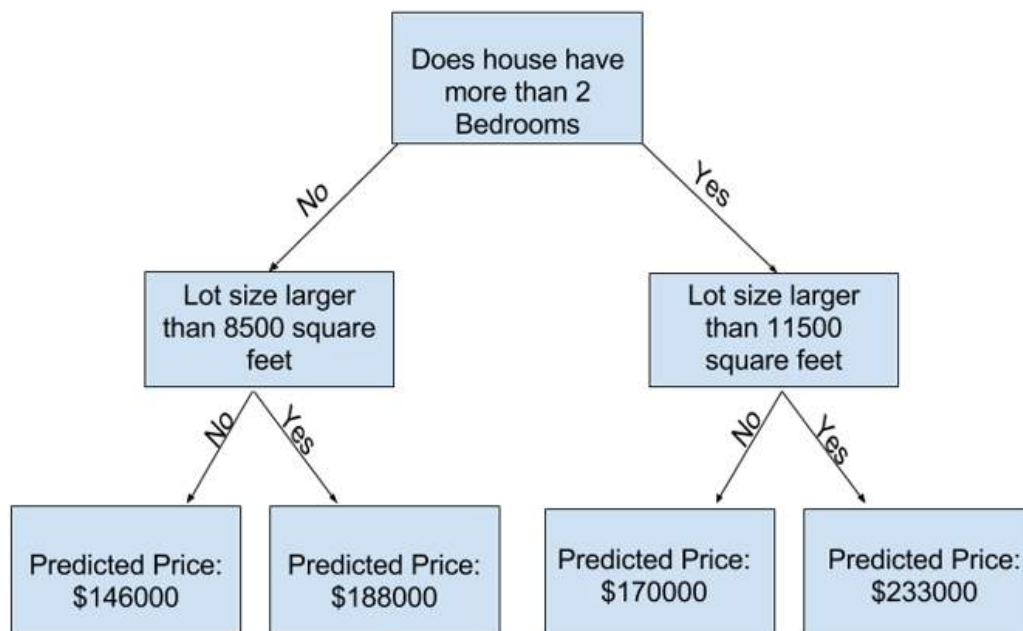 Does house have
more than 2
Bedrooms
No
Yes
Lot size larger
than 8500 square
feet
Lot size larger
than 11500
square feet
No
Yes
No
Yes
Predicted Price:
$146000
Predicted Price:
$188000
Predicted Price:
$170000
Predicted Price:
$233000